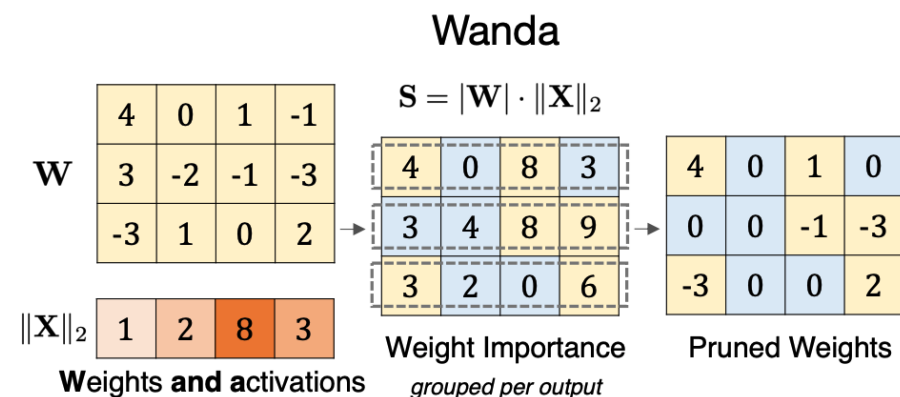 Wanda
S = |W| · ‖X‖₂
W
4 0 1 -1
3 -2 -1 -3
-3 1 0 2
‖X‖₂
1 2 8 3
Weights and activations
4 0 8 3
3 4 8 9
3 2 0 6
Weight Importance
grouped per output
4 0 1 0
0 0 -1 -3
-3 0 0 2
Pruned Weights